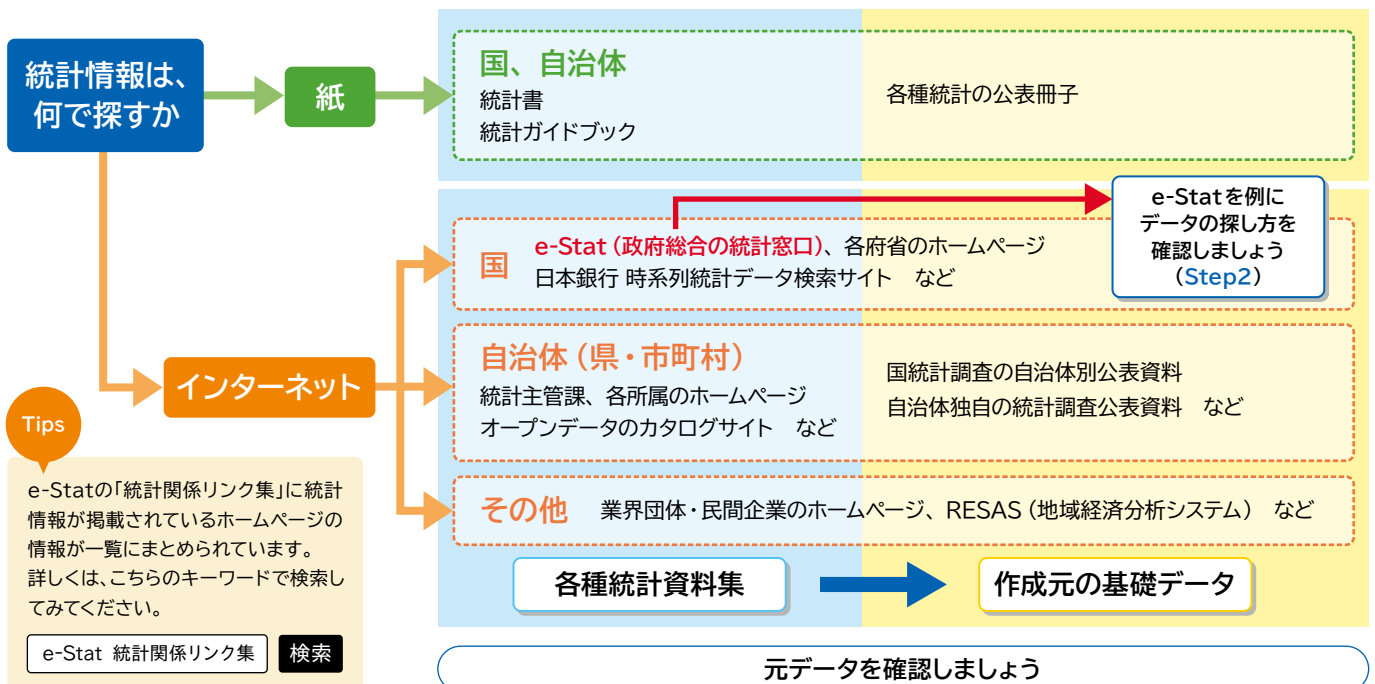 統計情報は、
何で探すか
紙
国、自治体
統計書
統計ガイドブック
各種統計の公表冊子
インターネット
国
e-Stat（政府総合の統計窓口）、各府省のホームページ
日本銀行 時系列統計データ検索サイト　など
e-Statを例に
データの探し方を
確認しましょう
（Step2）
自治体（県・市町村）
統計主管課、各所属のホームページ
オープンデータのカタログサイト　など
国統計調査の自治体別公表資料
自治体独自の統計調査公表資料　など
その他
業界団体・民間企業のホームページ、RESAS（地域経済分析システム）　など
各種統計資料集
作成元の基礎データ
元データを確認しましょう
Tips
e-Statの「統計関係リンク集」に統計
情報が掲載されているホームページの
情報が一覧にまとめられています。
詳しくは、こちらのキーワードで検索し
てみてください。
e-Stat 統計関係リンク集
検索